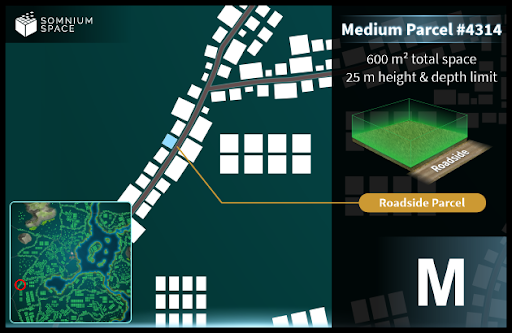 SOMNIUM
SPACE
Medium Parcel #4314
600 m² total space
25 m height & depth limit
Roadside
Roadside Parcel
M